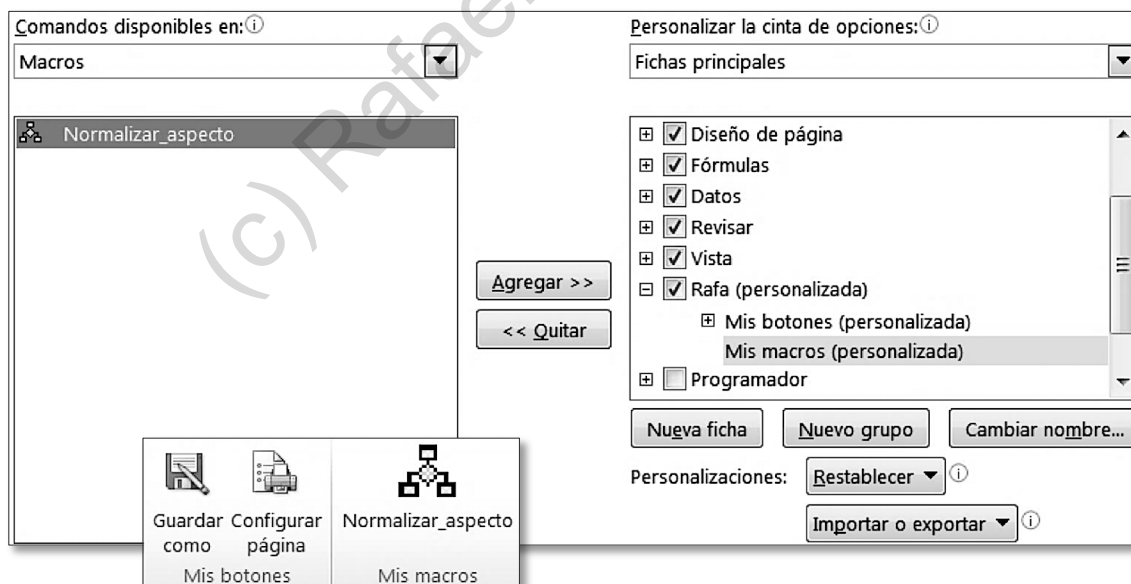 Comandos disponibles en:
Macros
Normalizar_aspecto
Agregar >>
<< Quitar
Personalizar la cinta de opciones:
Fichas principales
Diseño de página
Fórmulas
Datos
Revisar
Vista
Rafa (personalizada)
Mis botones (personalizada)
Mis macros (personalizada)
Programador
Nueva ficha Nuevo grupo Cambiar nombre...
Personalizaciones: Restablecer
Importar o exportar
Guardar como
Configurar página
Mis botones
Normalizar_aspecto
Mis macros
(c)